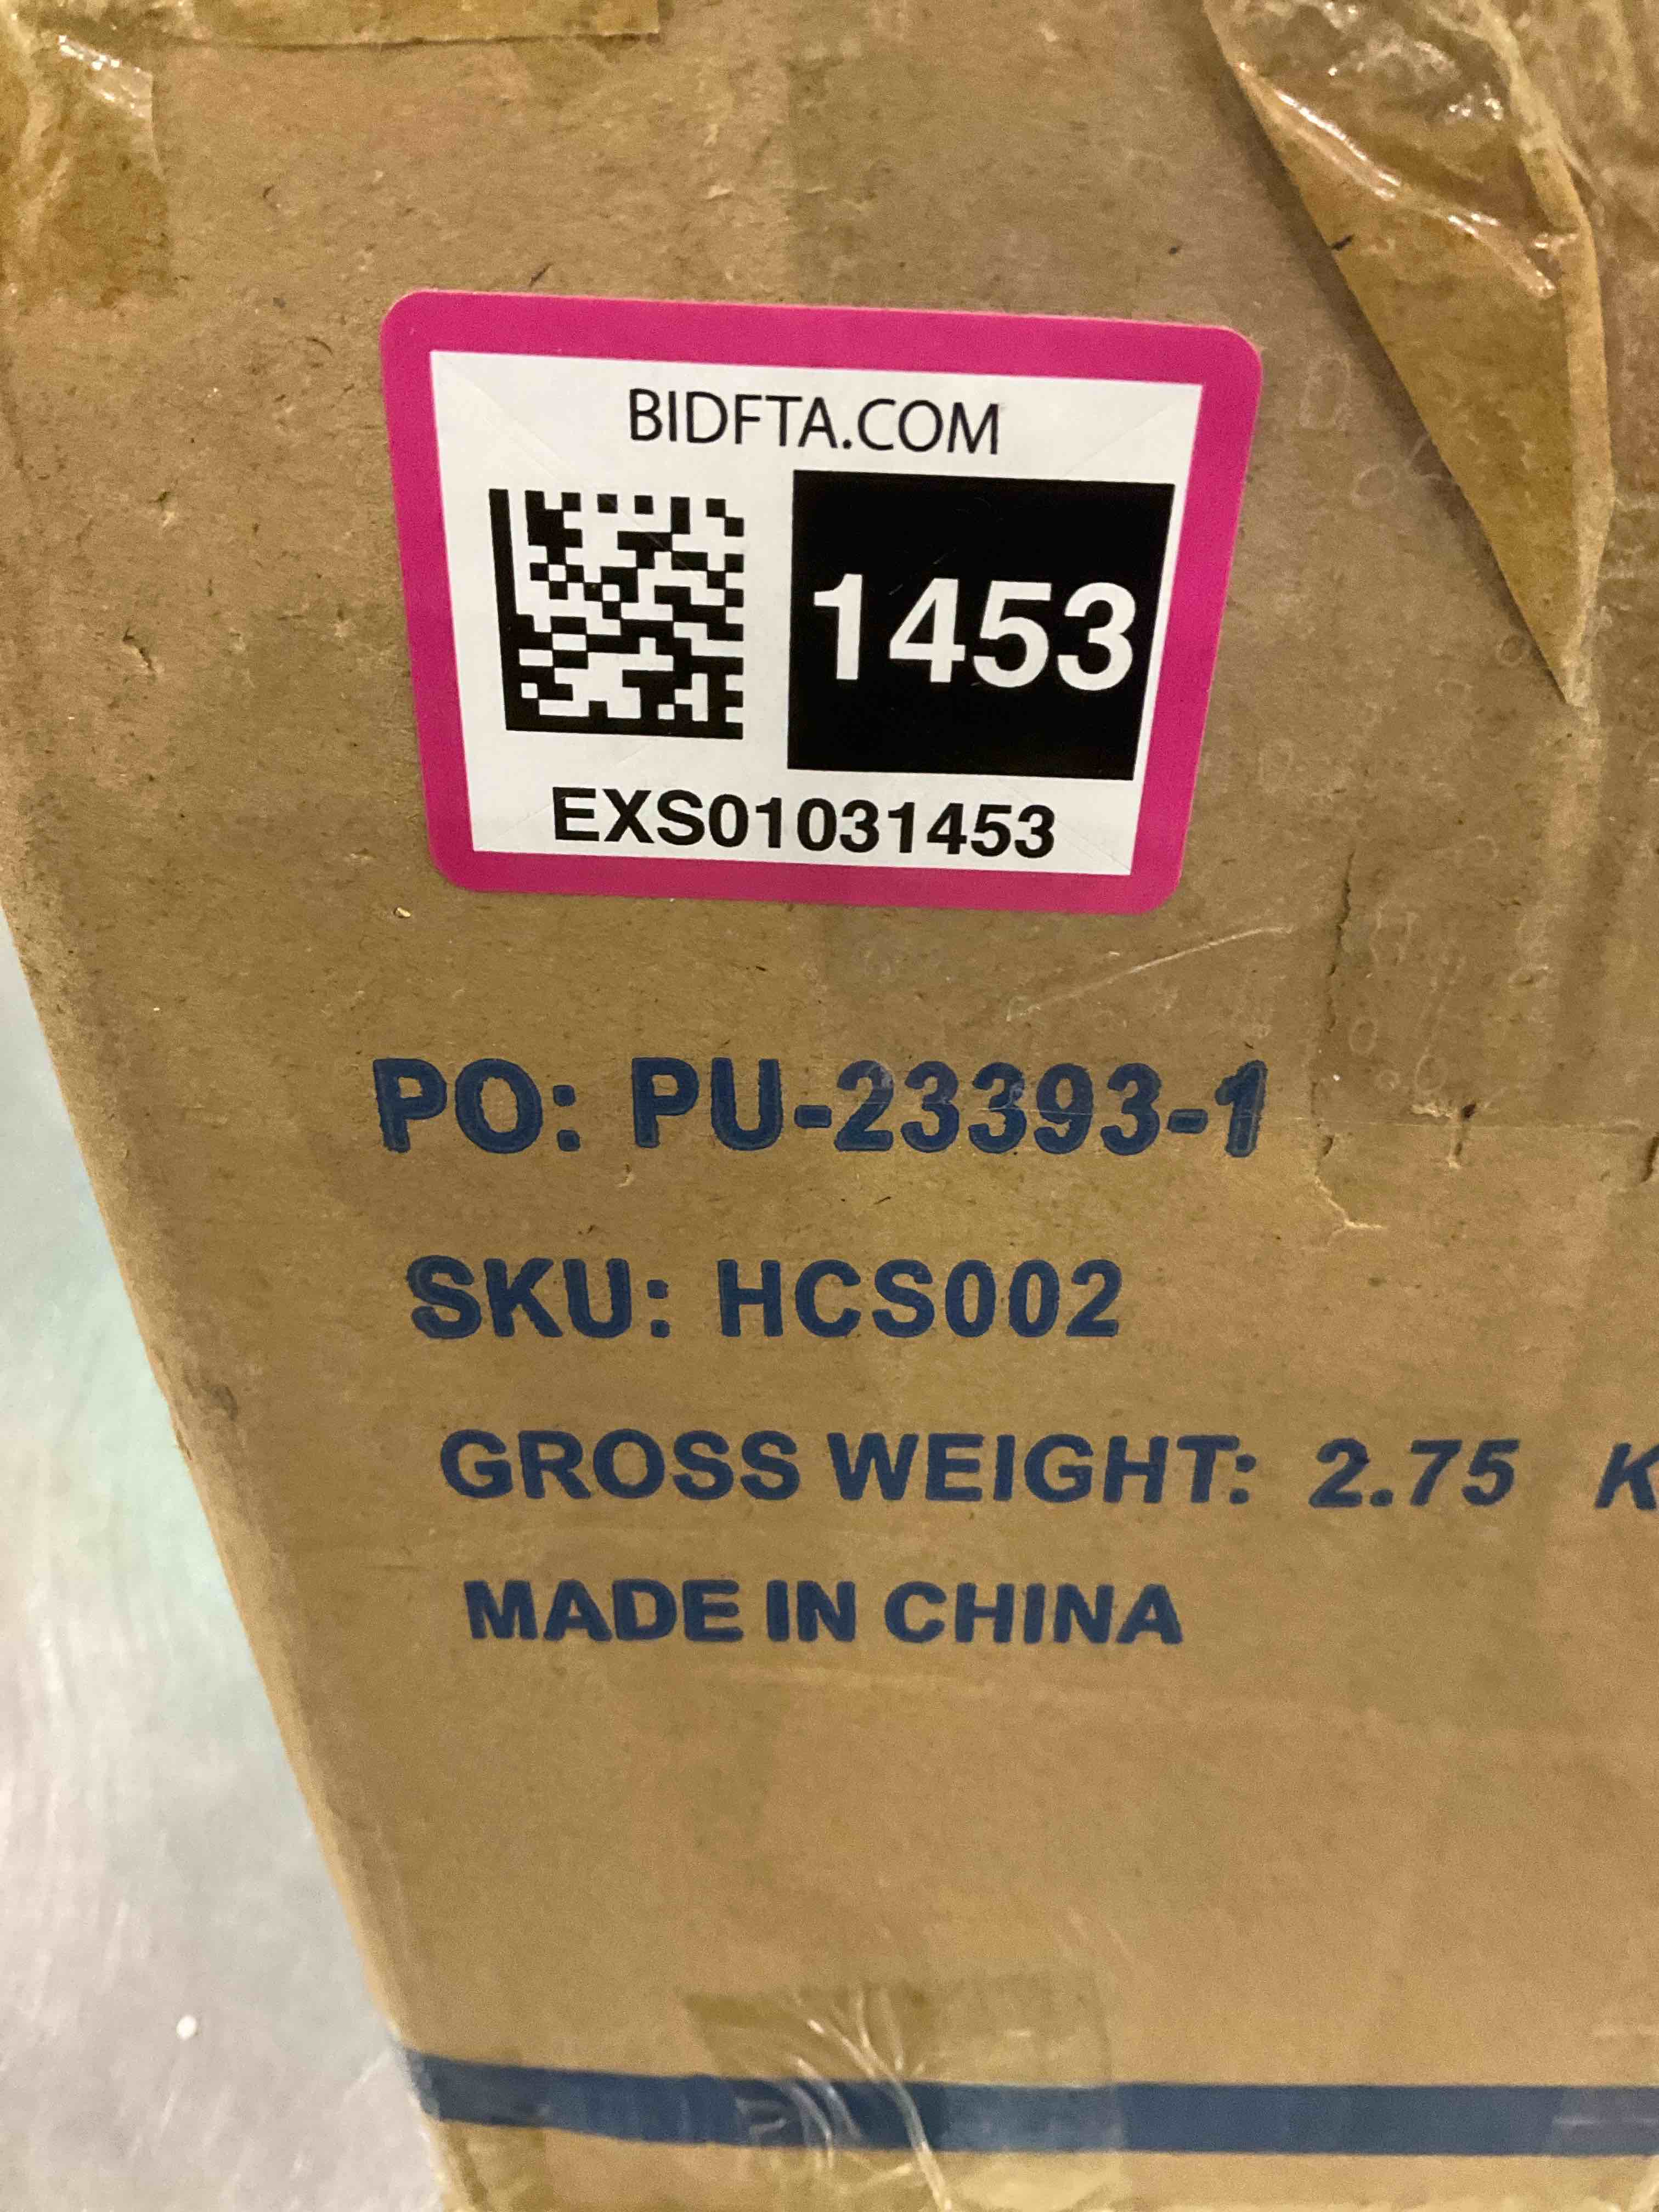 BIDFTA.COM
1453
EXS01031453
PO: PU-23393-1
SKU: HCS002
GROSS WEIGHT: 2.75 K
MADE IN CHINA